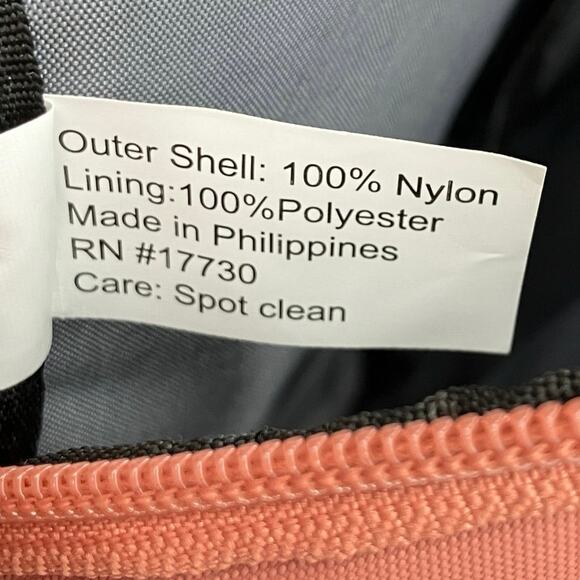 Outer Shell: 100% Nylon
Lining:100%Polyester
Made in Philippines
RN #17730
Care: Spot clean